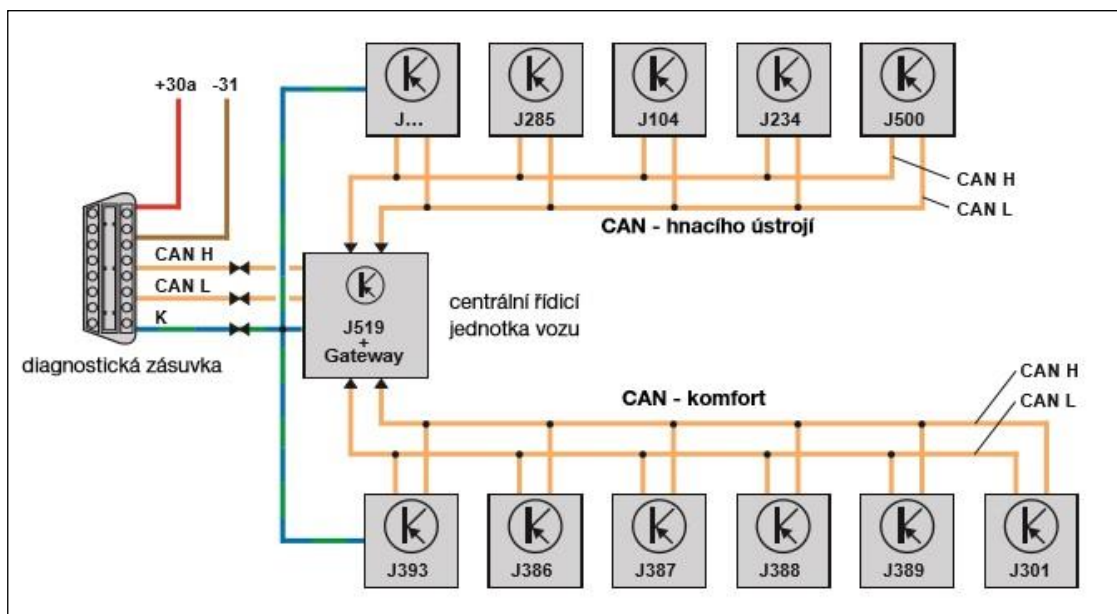 +30a -31
J...
J285
J104
J234
J500
CAN H
CAN L
CAN - hnacího ústrojí
CAN H
CAN L
K
diagnostická zásuvka
J519
+
Gateway
centrální řídicí
jednotka vozu
CAN - komfort
CAN H
CAN L
J393
J386
J387
J388
J389
J301